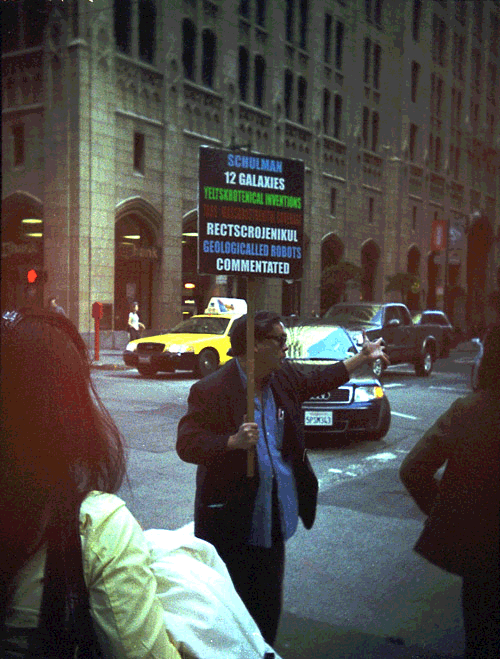 SCHULMAN
12 GALAXIES
YELTSKROTENICAL INVENTIONS
RECTSCROJENIKUL
GEOLOGICALLED ROBOTS
COMMENTATED